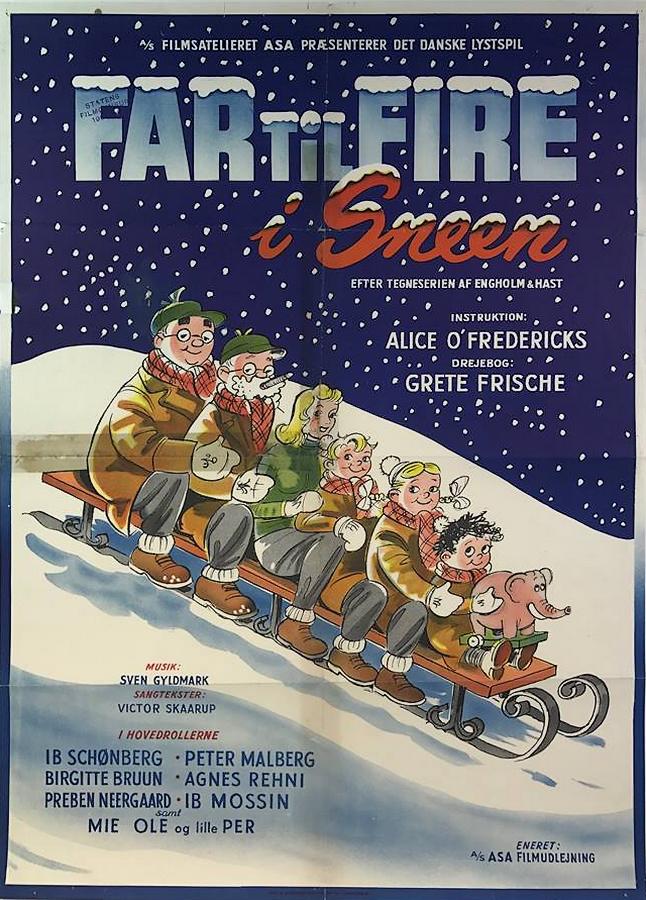 A/S FILMSATELIERET ASA PRÆSENTERER DET DANSKE LYSTSPIL
FAR TIL FIRE
STATENS
i Sneen
EFTER TEGNESERIEN AF ENGHOLM & HAST
INSTRUKTION:
ALICE O'FREDERICKS
DREJEBOG:
GRETE FRISCHE
MUSIK:
SVEN GYLDMARK
SANGTEKSTER:
VICTOR SKAARUP
I HOVEDROLLERNE
IB SCHØNBERG · PETER MALBERG
BIRGITTE BRUUN · AGNES REHNI
PREBEN NEERGAARD · IB MOSSIN
samt
MIE OLE og lille PER
ENERET:
A/S ASA FILMUDLEJNING